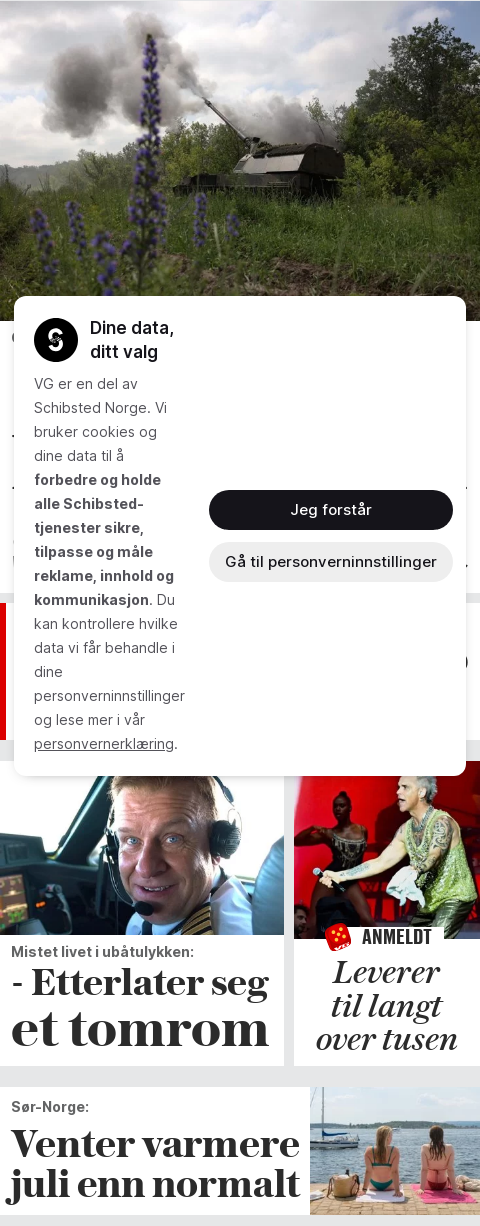 Dine data,
ditt valg
VG er en del av
Schibsted Norge. Vi
bruker cookies og
dine data til å
forbedre og holde
alle Schibsted-
tjenester sikre,
tilpasse og måle
reklame, innhold og
kommunikasjon. Du
kan kontrollere hvilke
data vi får behandle i
dine
personverninnstillinger
og lese mer i vår
personvernerklæring.
Jeg forstår
Gå til personverninnstillinger
Mistet livet i ubåtulykken:
- Etterlater seg
et tomrom
ANMELDT
Leverer
til langt
over tusen
Sør-Norge:
Venter varmere
juli enn normalt